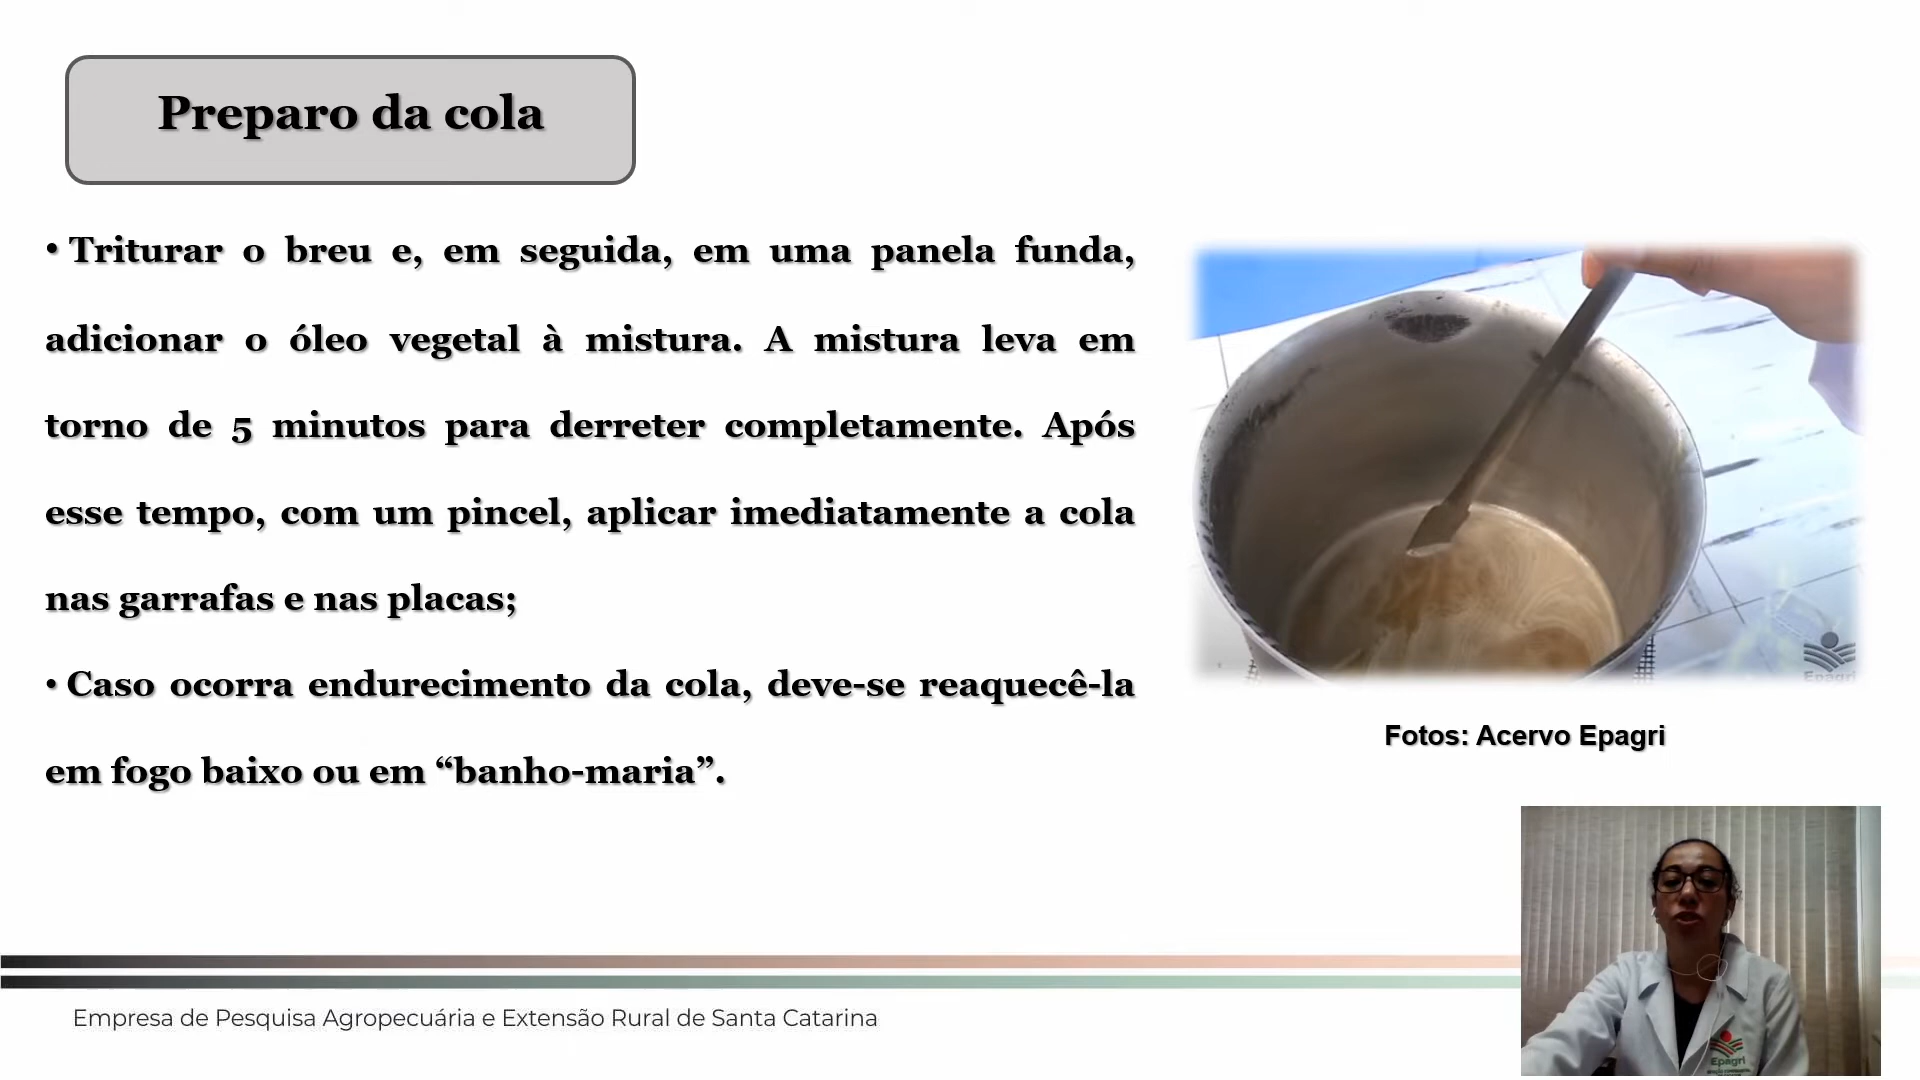 Preparo da cola
• Triturar o breu e, em seguida, em uma panela funda,
adicionar o óleo vegetal à mistura. A mistura leva em
torno de 5 minutos para derreter completamente. Após
esse tempo, com um pincel, aplicar imediatamente a cola
nas garrafas e nas placas;
• Caso ocorra endurecimento da cola, deve-se reaquecê-la
em fogo baixo ou em “banho-maria”.
Epagri
Fotos: Acervo Epagri
Epagri
Empresa de Pesquisa Agropecuária e Extensão Rural de Santa Catarina